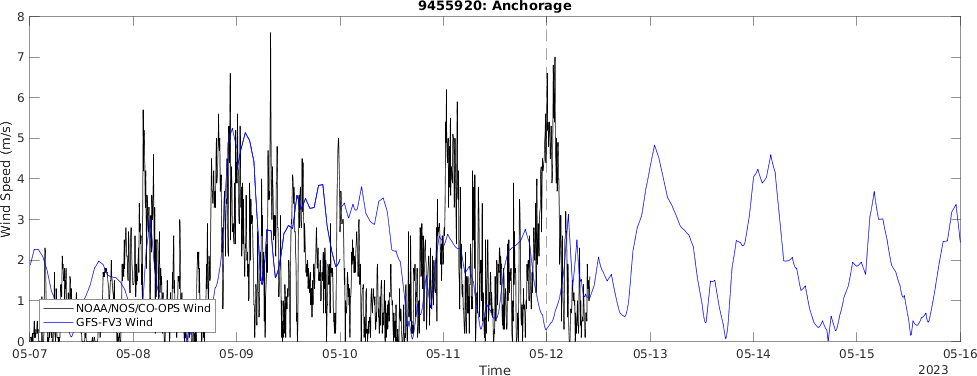 9455920: Anchorage
8
7
6
5
4
3
2
1
0
Wind Speed (m/s)
NOAA/NOS/CO-OPS Wind
GFS-FV3 Wind
05-07 05-08 05-09 05-10 05-11 05-12 05-13 05-14 05-15 05-16
Time
2023